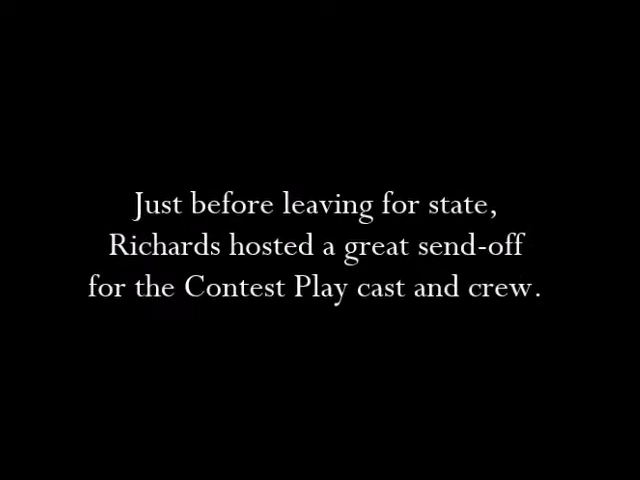 Just before leaving for state,
Richards hosted a great send-off
for the Contest Play cast and crew.